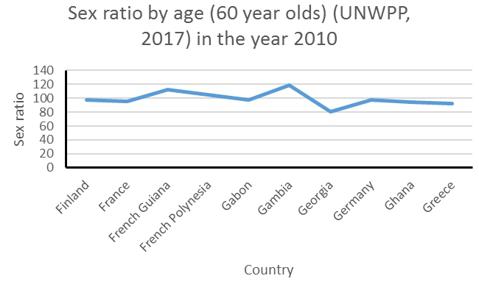 Sex ratio by age (60 year olds) (UNWPP,
2017) in the year 2010
140
120
100
80
60
40
20
0
Sex ratio
Finland
France
French Guiana
French Polynesia
Gabon
Gambia
Georgia
Germany
Ghana
Greece
Country